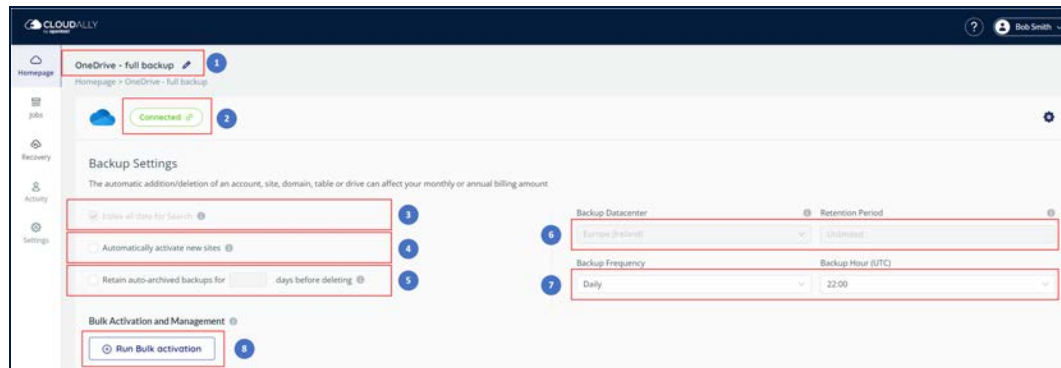 CLOUDALLY
by opentext
? Bob Smith
Homepage
Jobs
Recovery
Activity
Settings
OneDrive - full backup
1
Homepage > OneDrive - full backup
Connected
2
Backup Settings
The automatic addition/deletion of an account, site, domain, table or drive can affect your monthly or annual billing amount
Index all data for Search
3
Automatically activate new sites
4
Retain auto-archived backups for days before deleting
5
Backup Datacenter Retention Period
6
Europe (Ireland) Unlimited
Backup Frequency Backup Hour (UTC)
7
Daily 22:00
Bulk Activation and Management
Run Bulk activation
8